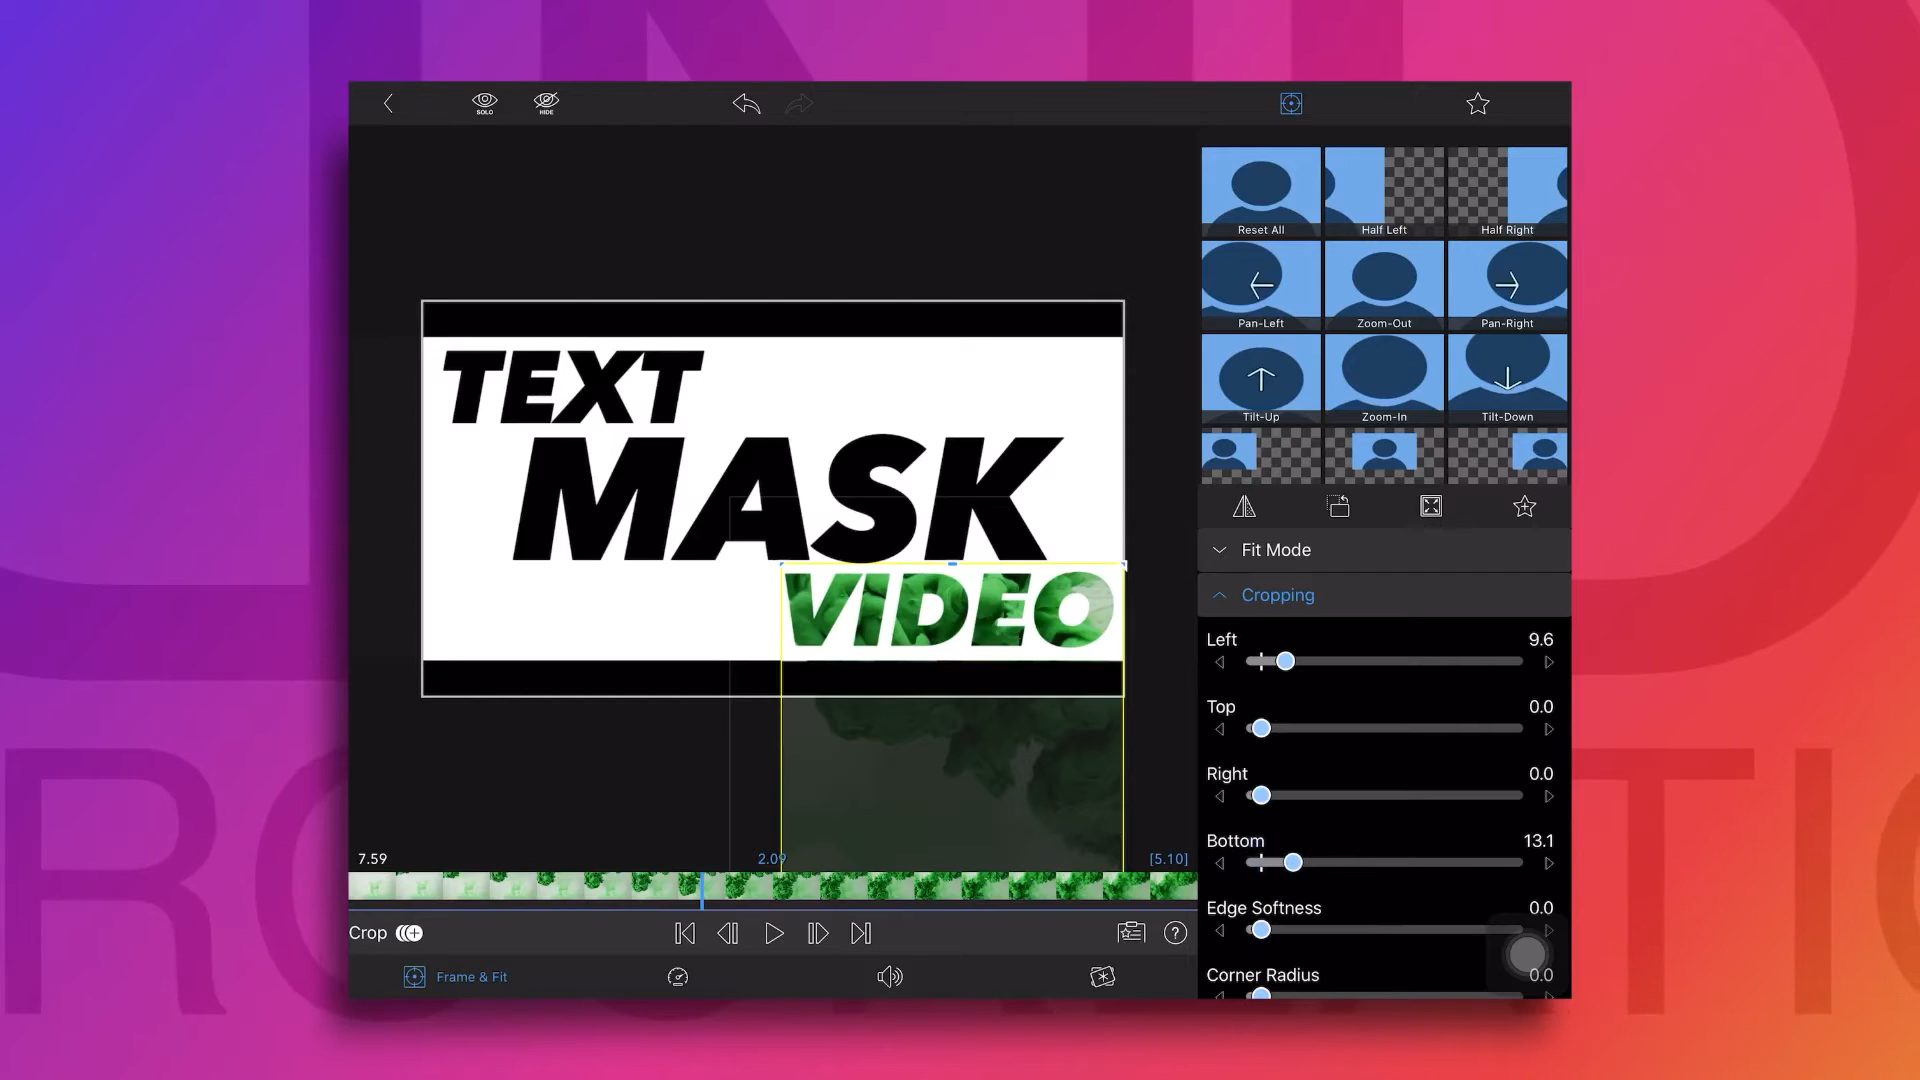 SOLO
HIDE
Reset All
Half Left
Half Right
Pan-Left
Zoom-Out
Pan-Right
Tilt-Up
Zoom-In
Tilt-Down
TEXT
MASK
VIDEO
Fit Mode
Cropping
Left 9.6
Top 0.0
Right 0.0
Bottom 13.1
Edge Softness 0.0
Corner Radius 0.0
7.59
2.09
[5.10]
Crop
?
Frame & Fit